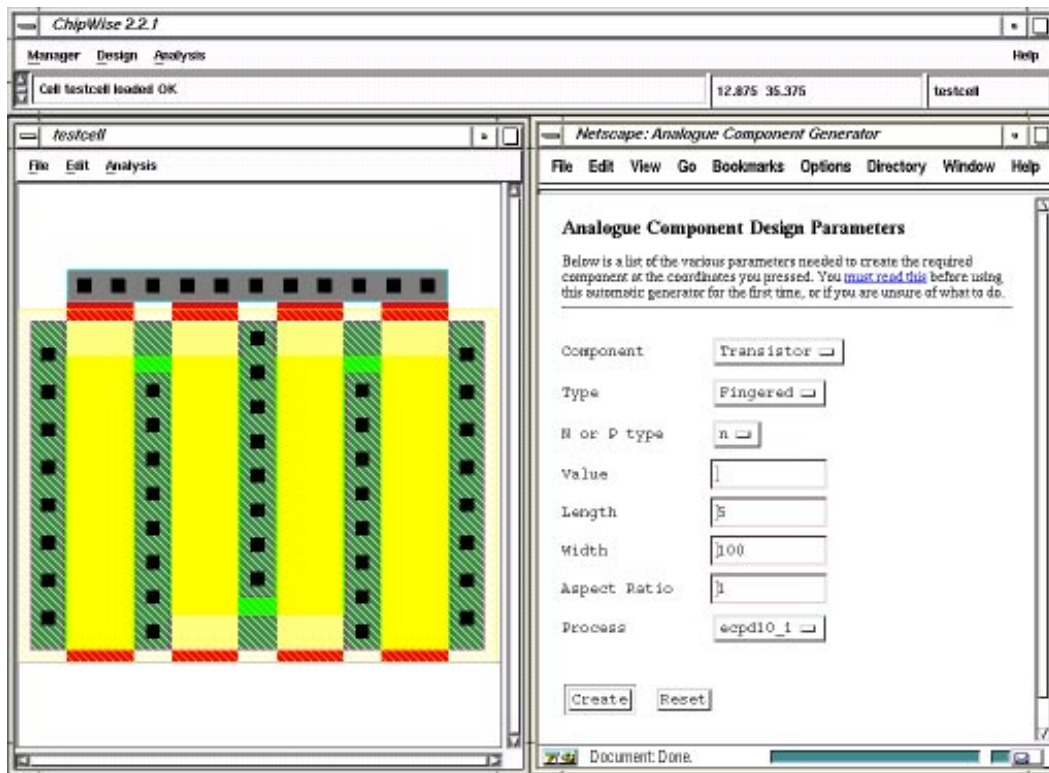 ChipWise 2.2.1
Manager Design Analysis Help
Cell testcell loaded OK 12.875 35.375 testcell
testcell
File Edit Analysis
Netscape: Analogue Component Generator
File Edit View Go Bookmarks Options Directory Window Help
Analogue Component Design Parameters
Below is a list of the various parameters needed to create the required
component at the coordinates you pressed. You must read this before using
this automatic generator for the first time, or if you are unsure of what to do.
Component Transistor
Type Fingered
N or P type n
Value
Length 5
Width 100
Aspect Ratio 1
Process ecpd10_1
Create Reset
Document: Done.